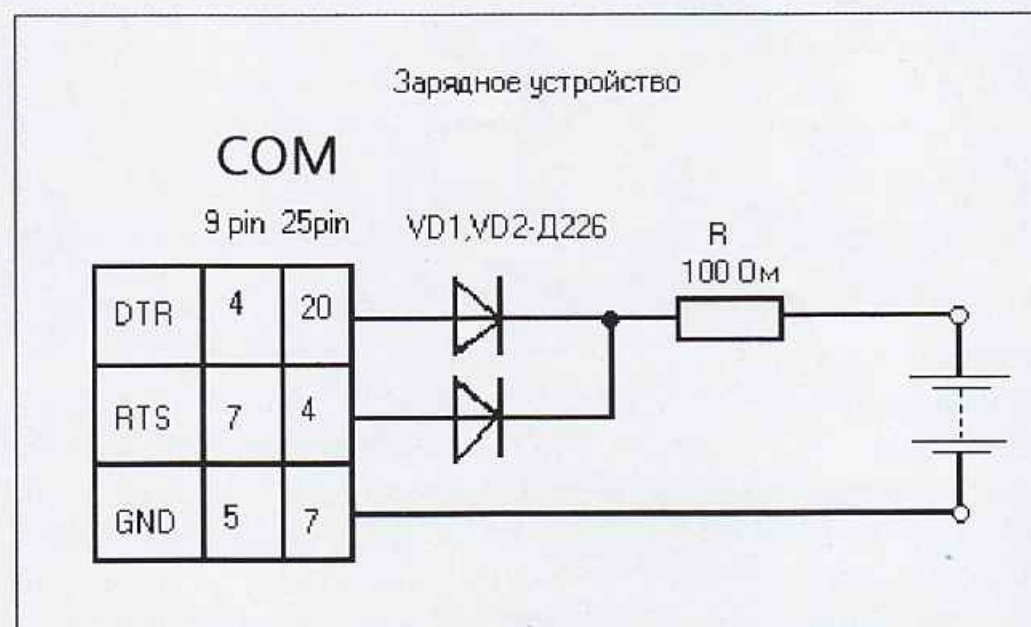 Зарядное устройство
COM
9 pin 25pin
VD1,VD2-Д226
R
100 Ом
DTR 4 20
RTS 7 4
GND 5 7